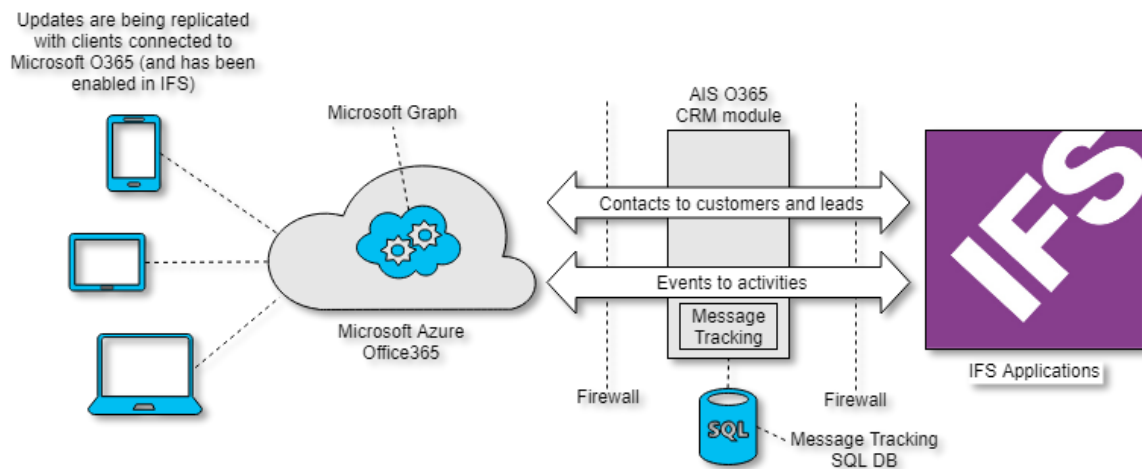 Updates are being replicated
with clients connected to
Microsoft O365 (and has been
enabled in IFS)
Microsoft Graph
Microsoft Azure
Office365
Firewall
AIS O365
CRM module
Contacts to customers and leads
Events to activities
Message
Tracking
SQL
Message Tracking
SQL DB
Firewall
IFS
IFS Applications